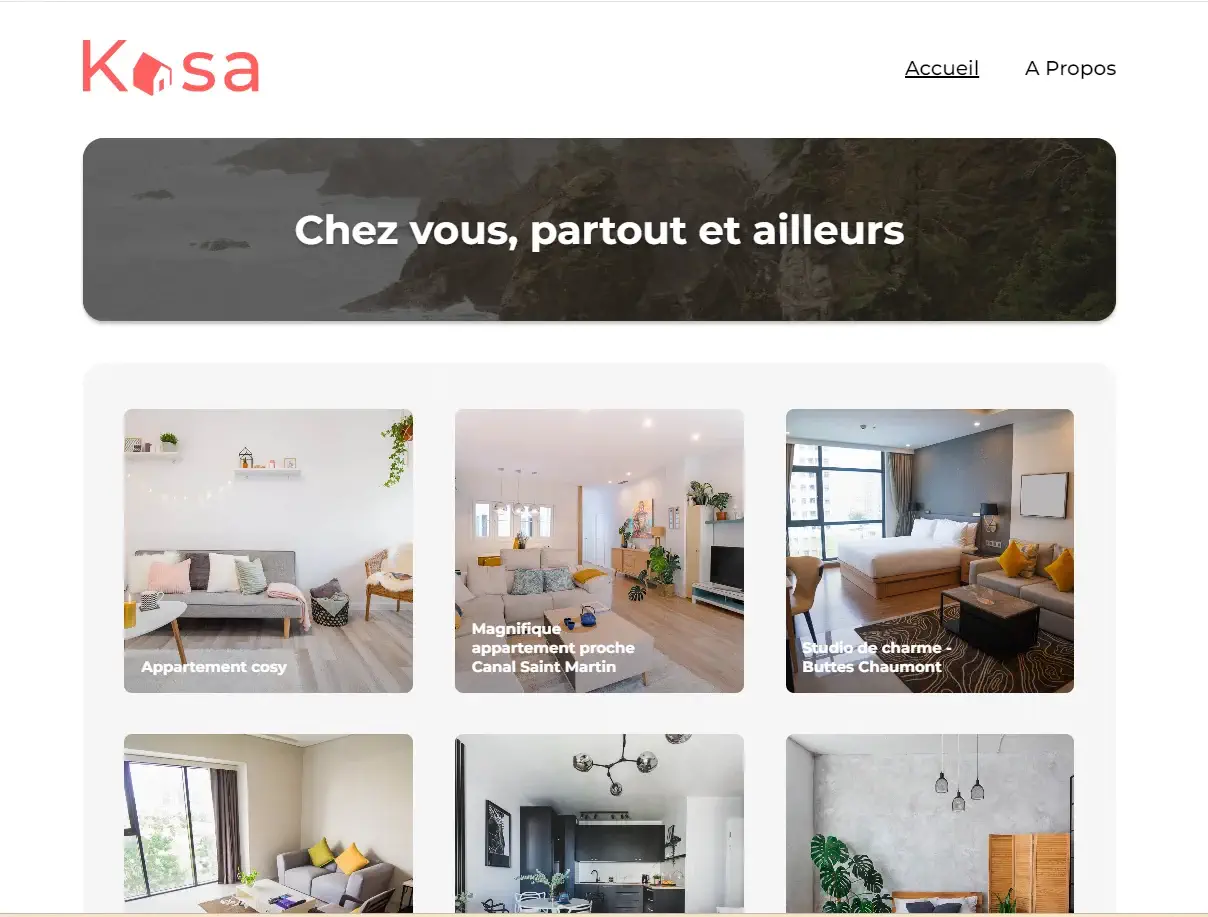 Kasa
Accueil
A Propos
Chez vous, partout et ailleurs
Appartement cosy
Magnifique
appartement proche
Canal Saint Martin
Studio de charme -
Buttes Chaumont